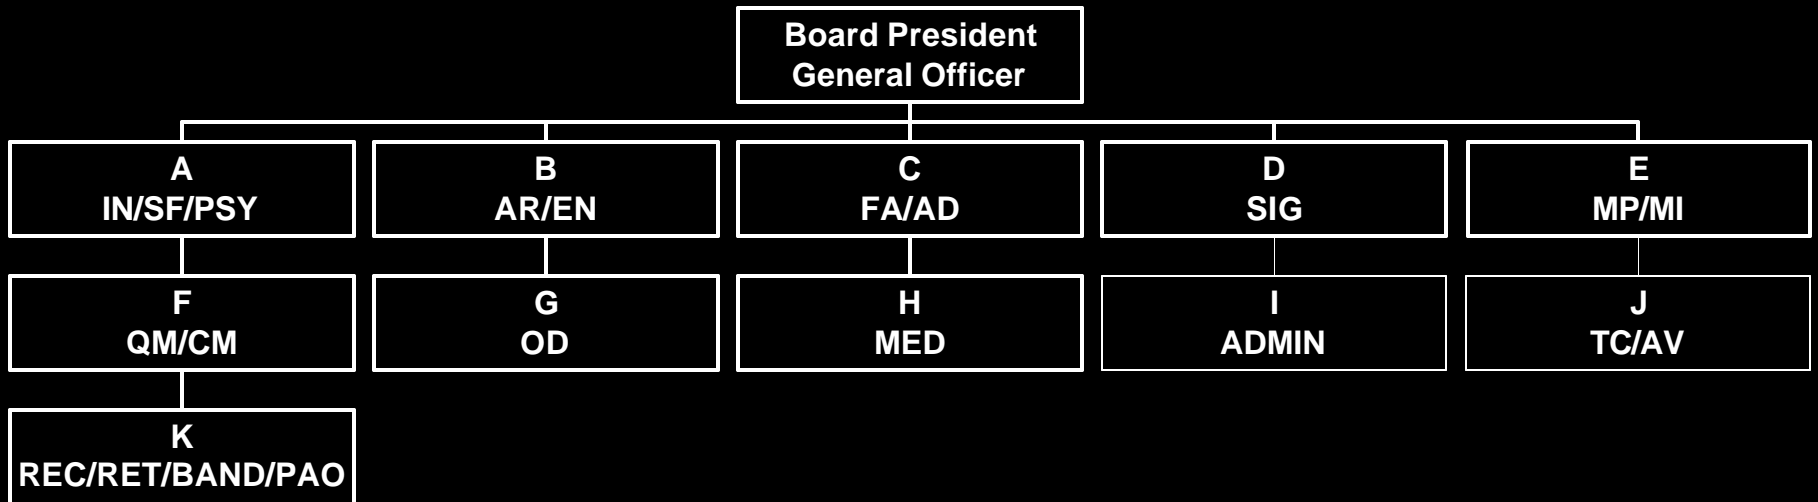 Board President
General Officer
A
IN/SF/PSY
B
AR/EN
C
FA/AD
D
SIG
E
MP/MI
F
QM/CM
G
OD
H
MED
I
ADMIN
J
TC/AV
K
REC/RET/BAND/PAO